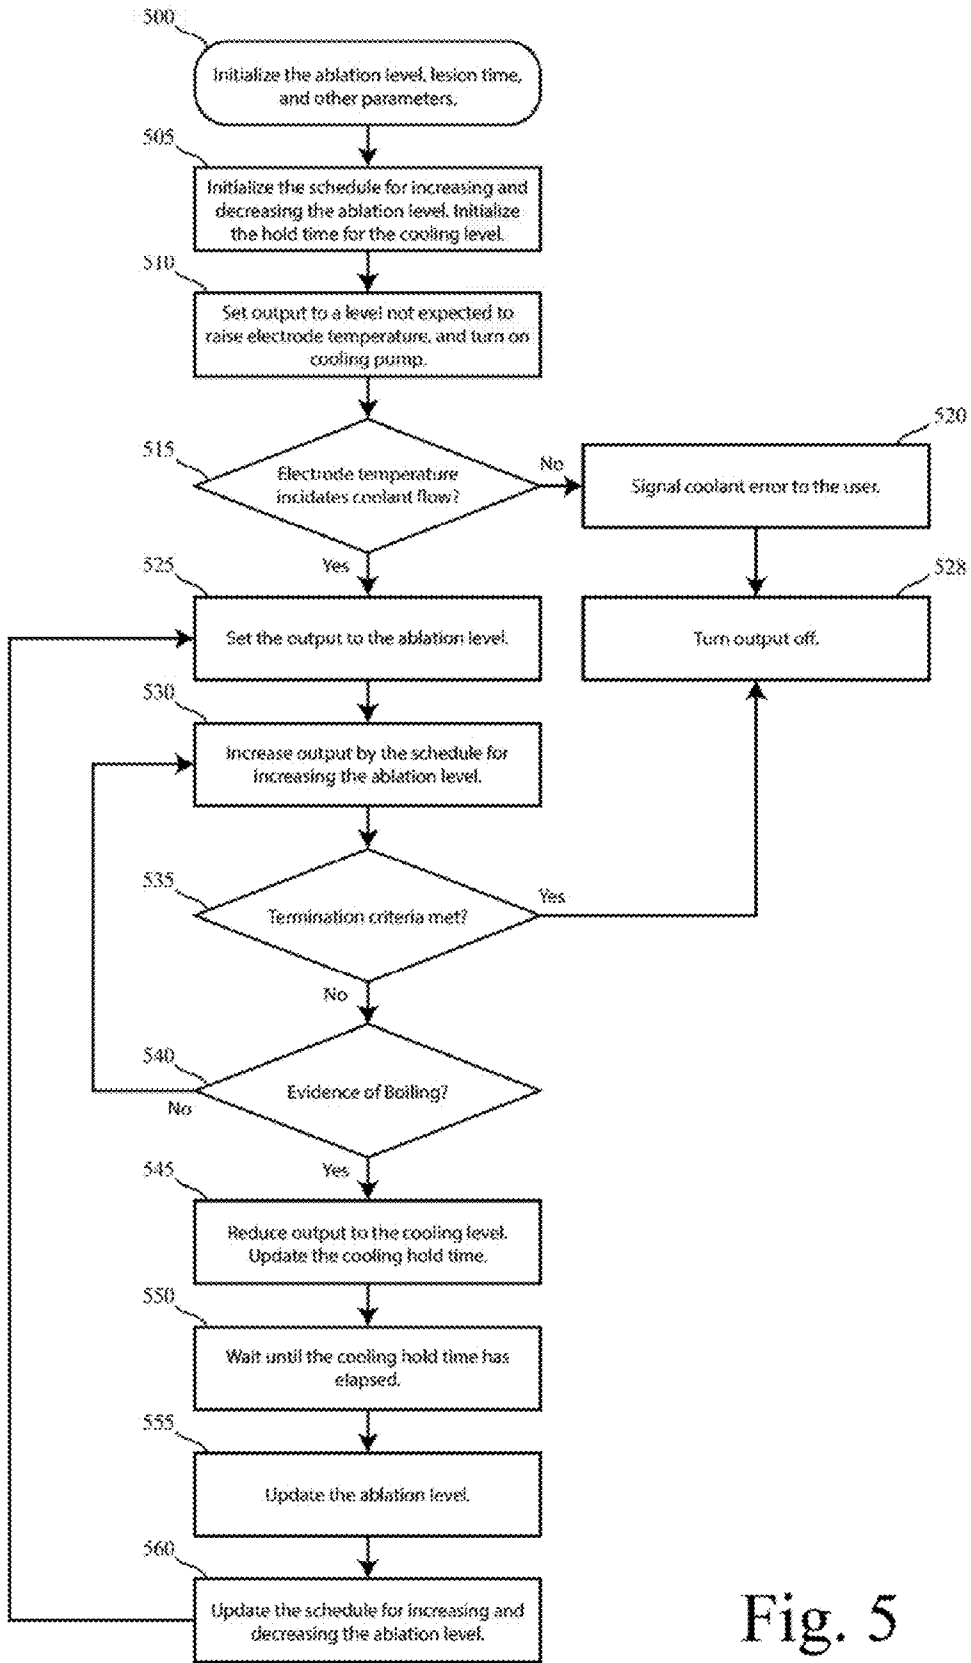 500
Initialize the ablation level, lesion time,
and other parameters.
505
Initialize the schedule for increasing and
decreasing the ablation level. Initialize
the hold time for the cooling level.
510
Set output to a level not expected to
raise electrode temperature, and turn on
cooling pump.
515
Electrode temperature
incidates coolant flow?
No
520
Signal coolant error to the user.
Yes
525
Set the output to the ablation level.
528
Turn output off.
530
Increase output by the schedule for
increasing the ablation level.
535
Termination criteria met?
Yes
No
540
Evidence of Boiling?
No
Yes
545
Reduce output to the cooling level.
Update the cooling hold time.
550
Wait until the cooling hold time has
elapsed.
555
Update the ablation level.
560
Update the schedule for increasing and
decreasing the ablation level.
Fig. 5